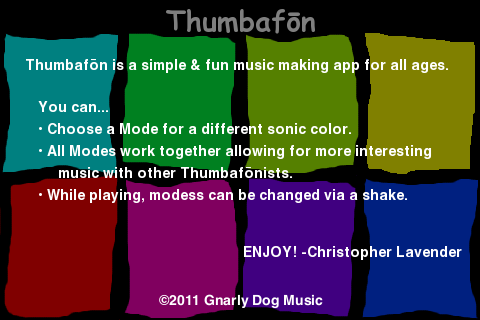 Thumbafōn
Thumbafōn is a simple & fun music making app for all ages.
You can...
• Choose a Mode for a different sonic color.
• All Modes work together allowing for more interesting
music with other Thumbafōnists.
• While playing, modess can be changed via a shake.
ENJOY! -Christopher Lavender
©2011 Gnarly Dog Music